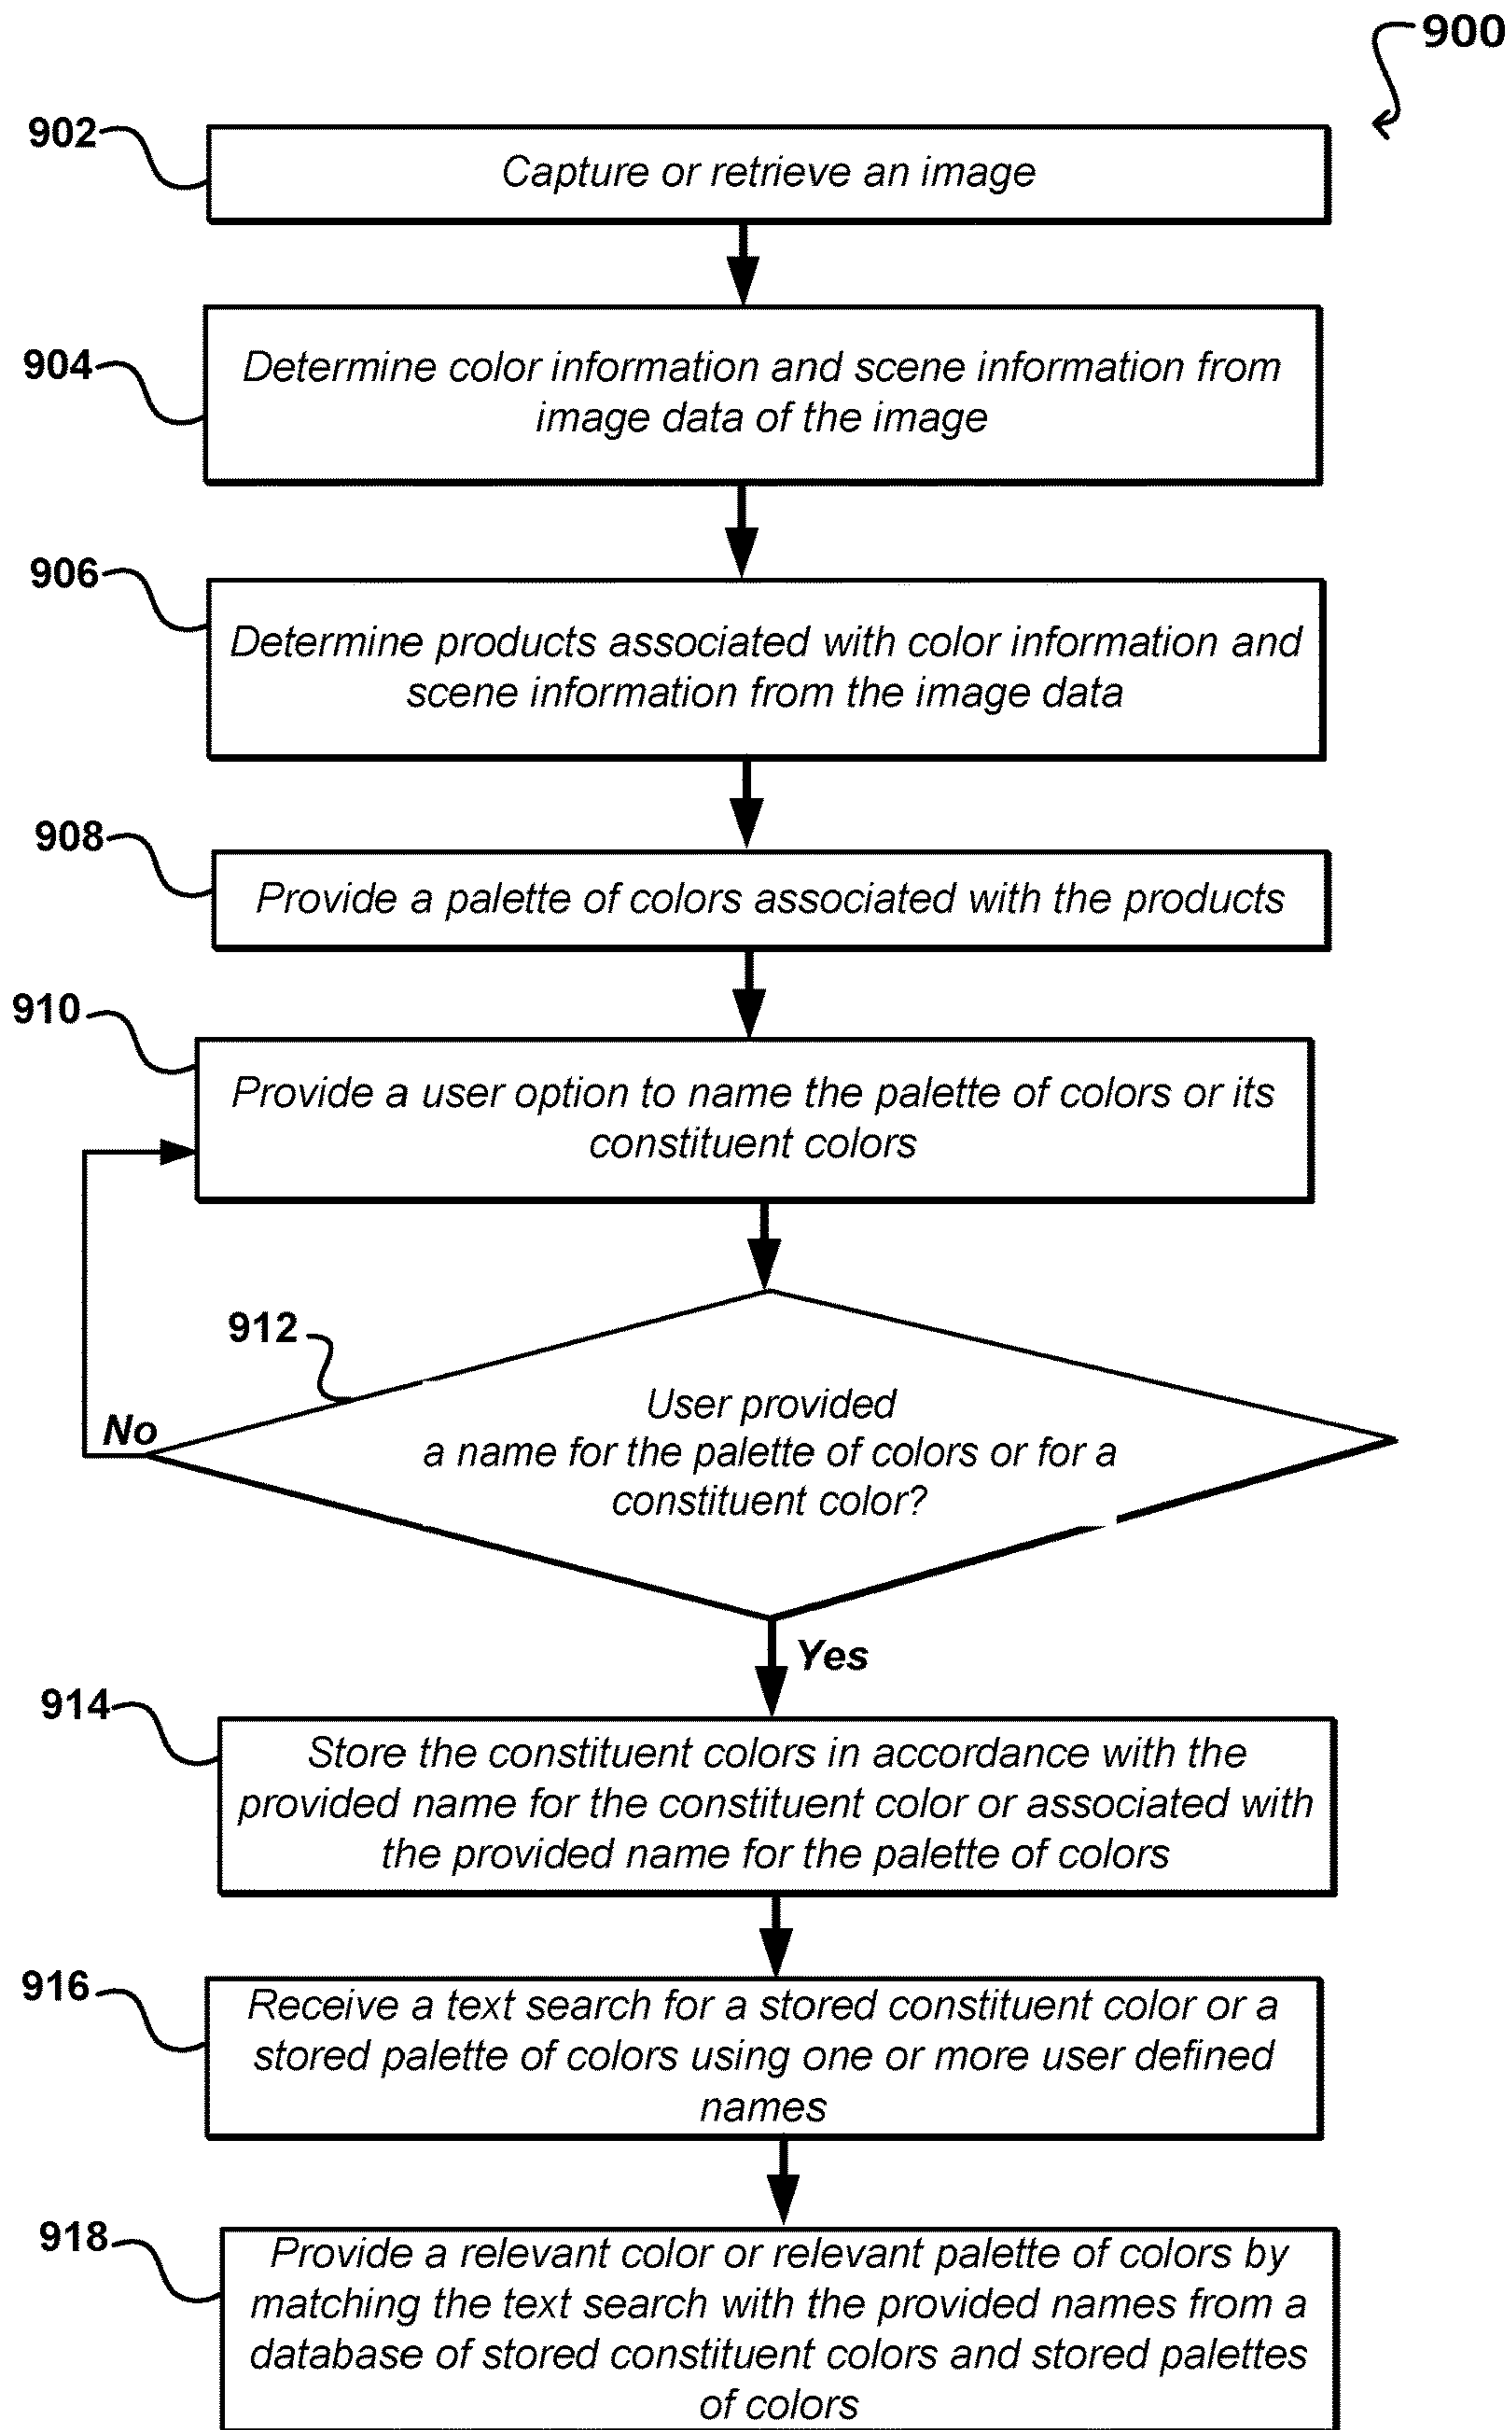 900
902
Capture or retrieve an image
904
Determine color information and scene information from
image data of the image
906
Determine products associated with color information and
scene information from the image data
908
Provide a palette of colors associated with the products
910
Provide a user option to name the palette of colors or its
constituent colors
912
User provided
a name for the palette of colors or for a
constituent color?
No
Yes
914
Store the constituent colors in accordance with the
provided name for the constituent color or associated with
the provided name for the palette of colors
916
Receive a text search for a stored constituent color or a
stored palette of colors using one or more user defined
names
918
Provide a relevant color or relevant palette of colors by
matching the text search with the provided names from a
database of stored constituent colors and stored palettes
of colors